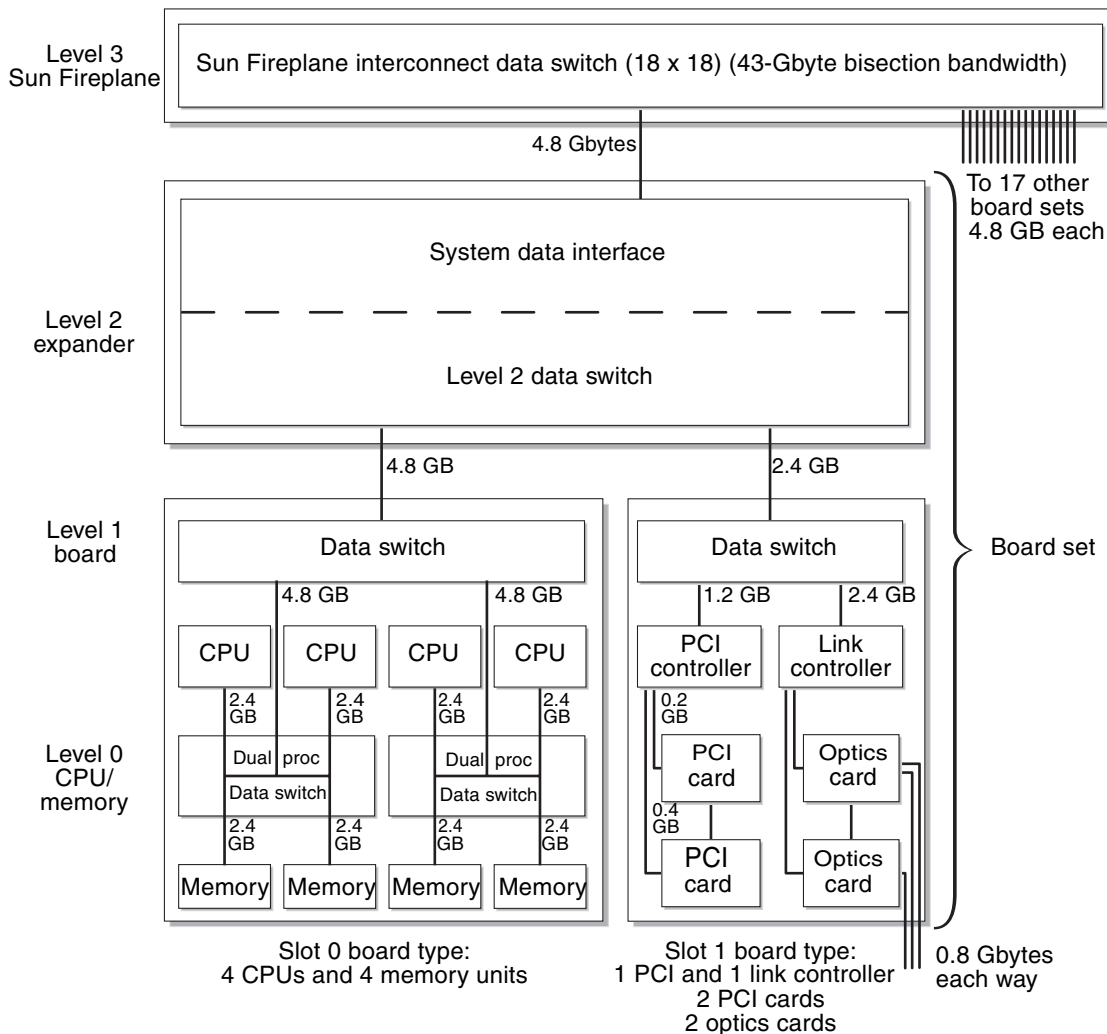 Level 3
Sun Fireplane
Sun Fireplane interconnect data switch (18 x 18) (43-Gbyte bisection bandwidth)
4.8 Gbytes
To 17 other
board sets
4.8 GB each
Level 2
expander
System data interface
Level 2 data switch
4.8 GB
2.4 GB
Board set
Level 1
board
Data switch
4.8 GB
4.8 GB
CPU
CPU
CPU
CPU
2.4
GB
2.4
GB
2.4
GB
2.4
GB
Level 0
CPU/
memory
Dual proc
Data switch
Dual proc
Data switch
2.4
GB
2.4
GB
2.4
GB
2.4
GB
Memory
Memory
Memory
Memory
Slot 0 board type:
4 CPUs and 4 memory units
Data switch
1.2 GB
2.4 GB
PCI
controller
Link
controller
0.2
GB
PCI
card
Optics
card
0.4
GB
PCI
card
Optics
card
Slot 1 board type:
1 PCI and 1 link controller
2 PCI cards
2 optics cards
0.8 Gbytes
each way